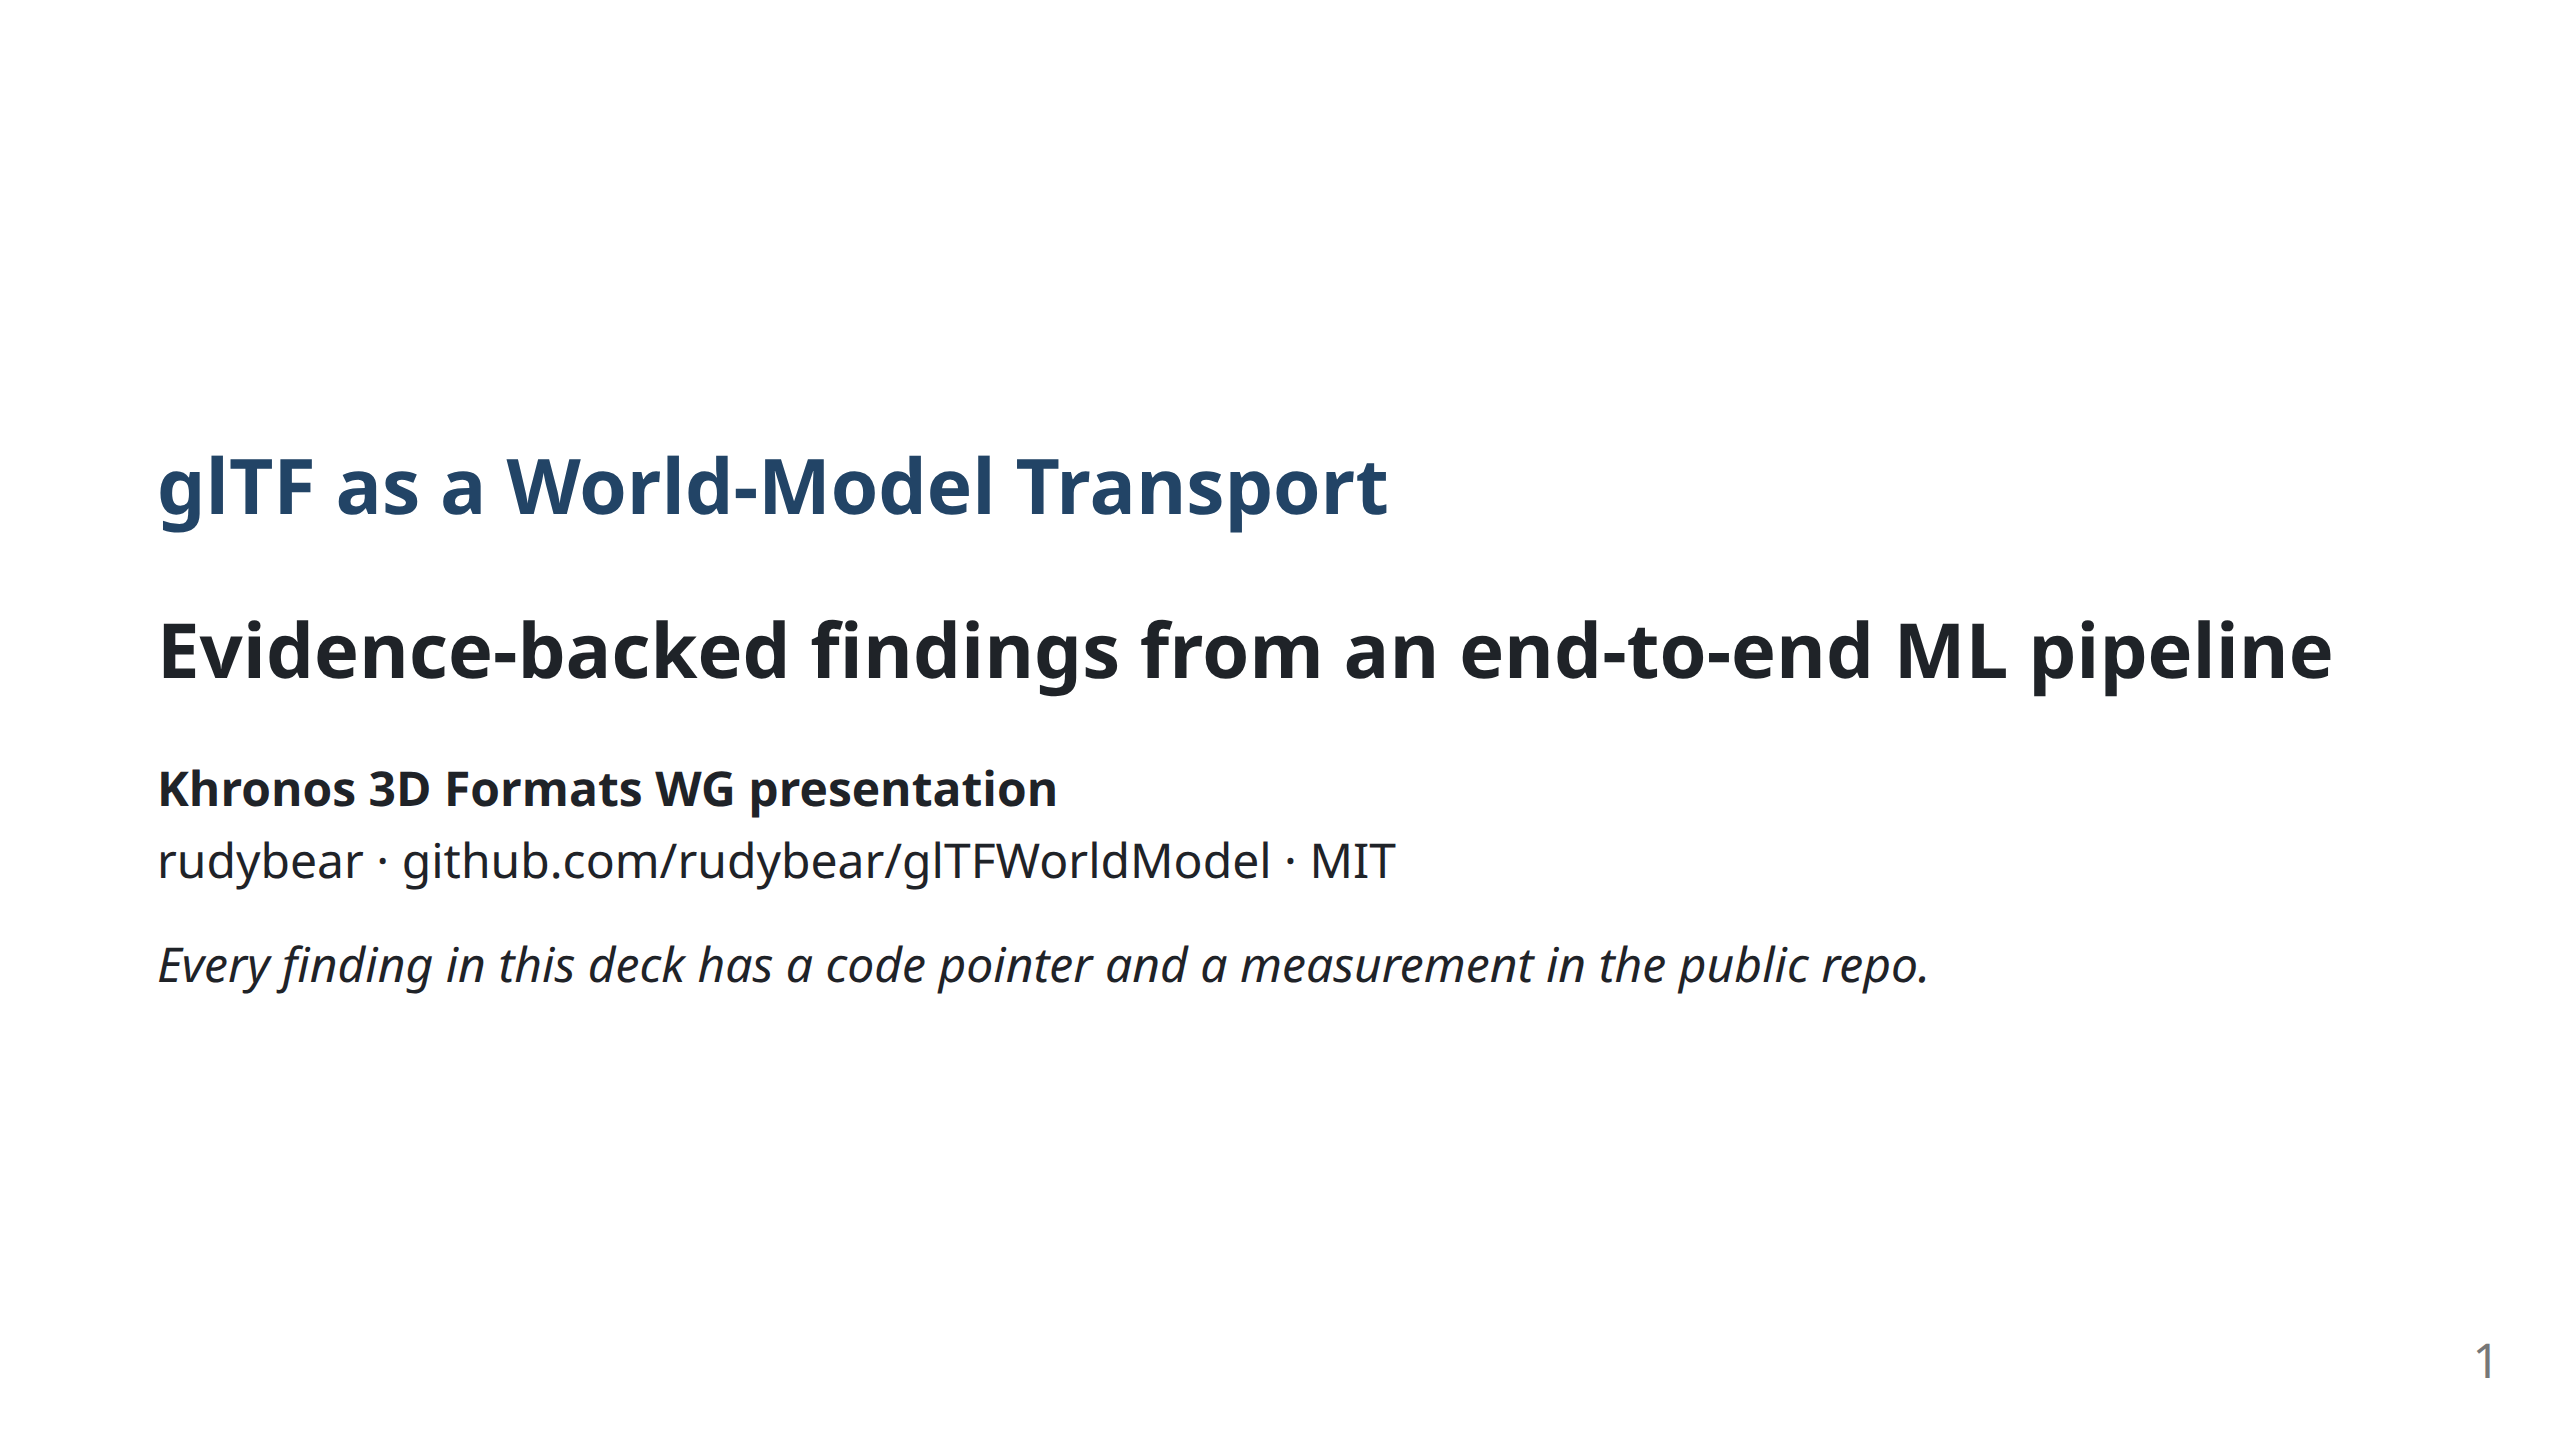 glTF as a World-Model Transport
Evidence-backed findings from an end-to-end ML pipeline
Khronos 3D Formats WG presentation
rudybear · github.com/rudybear/glTFWorldModel · MIT
Every finding in this deck has a code pointer and a measurement in the public repo.
1